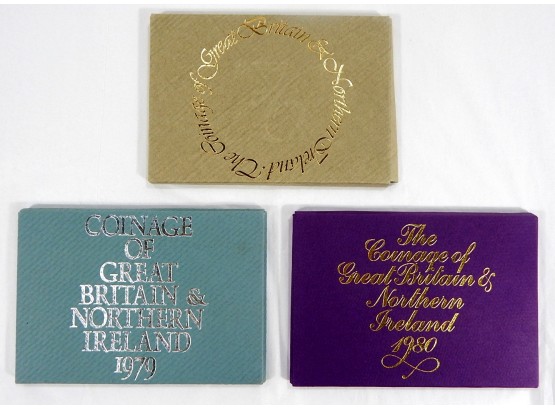 The Coinage of Great Britain & Northern Ireland:
COINAGE
OF
GREAT
BRITAIN &
NORTHERN
IRELAND
1979
The
Coinage of
Great Britain &
Northern
Ireland
1980